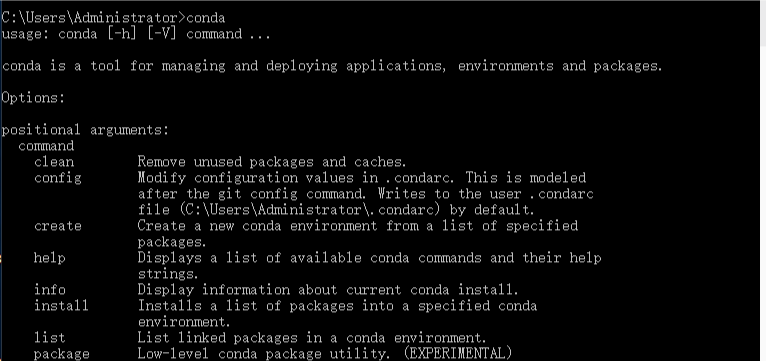 C:\Users\Administrator>conda
usage: conda [-h] [-V] command ...
conda is a tool for managing and deploying applications, environments and packages.
Options:
positional arguments:
command
clean Remove unused packages and caches.
config Modify configuration values in .condarc. This is modeled
after the git config command. Writes to the user .condarc
file (C:\Users\Administrator\.condarc) by default.
create Create a new conda environment from a list of specified
packages.
help Displays a list of available conda commands and their help
strings.
info Display information about current conda install.
install Installs a list of packages into a specified conda
environment.
list List linked packages in a conda environment.
package Low-level conda package utility. (EXPERIMENTAL)